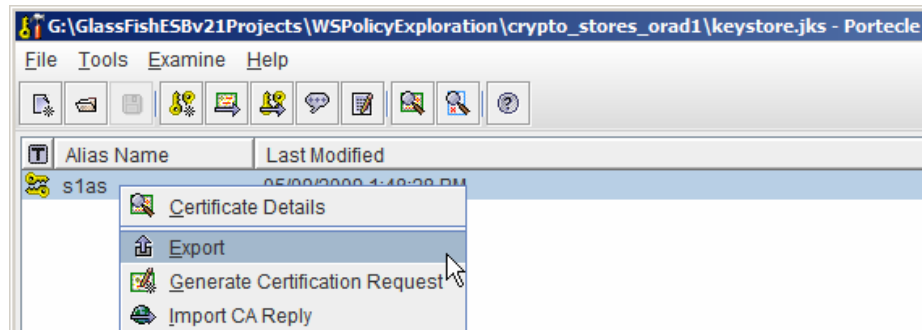 G:\GlassFishESBv21Projects\WSPolicyExploration\crypto_stores_orad1\keystore.jks - Portecle
File Tools Examine Help
Alias Name Last Modified
s1as
Certificate Details
Export
Generate Certification Request
Import CA Reply